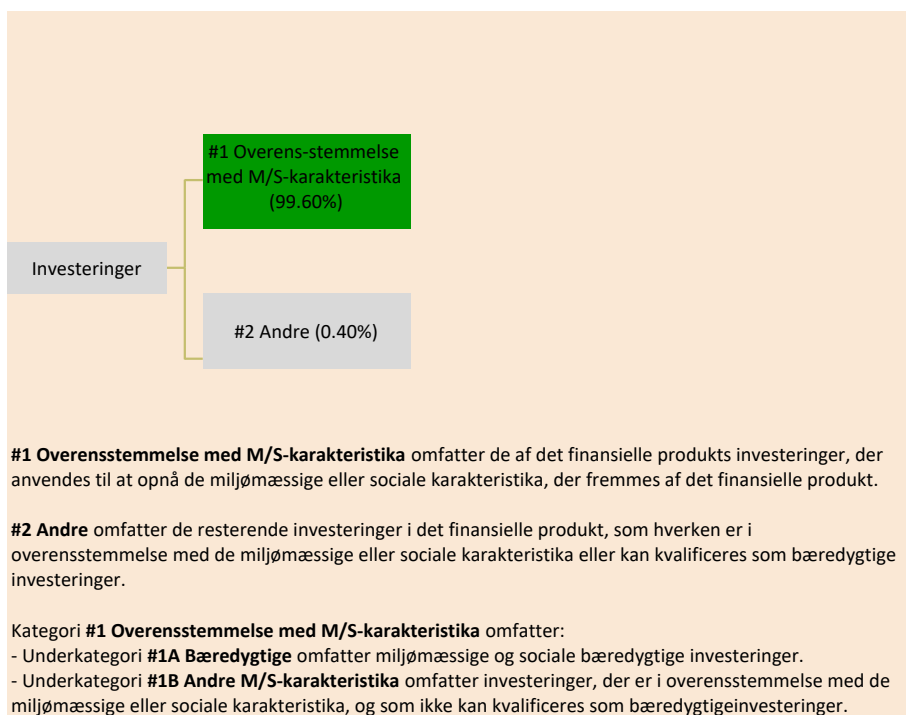 #1 Overens-stemmelse
med M/S-karakteristika
(99.60%)
Investeringer
#2 Andre (0.40%)
#1 Overensstemmelse med M/S-karakteristika omfatter de af det finansielle produkts investeringer, der
anvendes til at opnå de miljømæssige eller sociale karakteristika, der fremmes af det finansielle produkt.
#2 Andre omfatter de resterende investeringer i det finansielle produkt, som hverken er i
overensstemmelse med de miljømæssige eller sociale karakteristika eller kan kvalificeres som bæredygtige
investeringer.
Kategori #1 Overensstemmelse med M/S-karakteristika omfatter:
- Underkategori #1A Bæredygtige omfatter miljømæssige og sociale bæredygtige investeringer.
- Underkategori #1B Andre M/S-karakteristika omfatter investeringer, der er i overensstemmelse med de
miljømæssige eller sociale karakteristika, og som ikke kan kvalificeres som bæredygtigeinvesteringer.